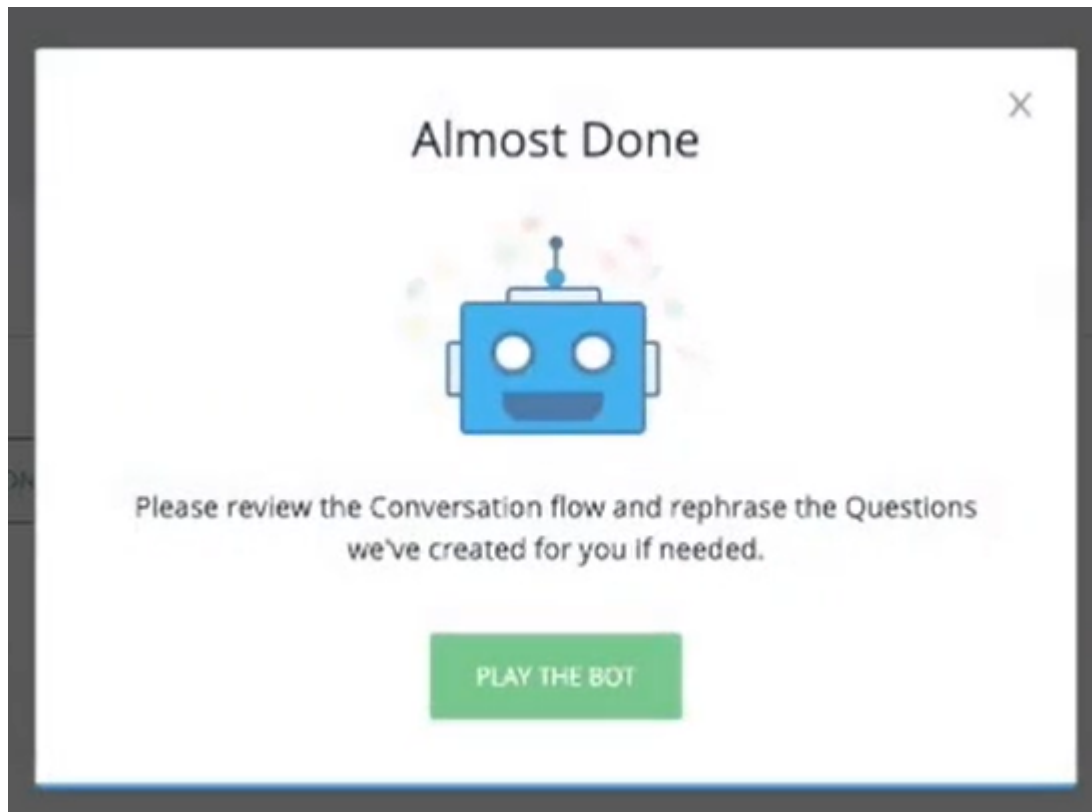 Almost Done
Please review the Conversation flow and rephrase the Questions
we've created for you if needed.
PLAY THE BOT